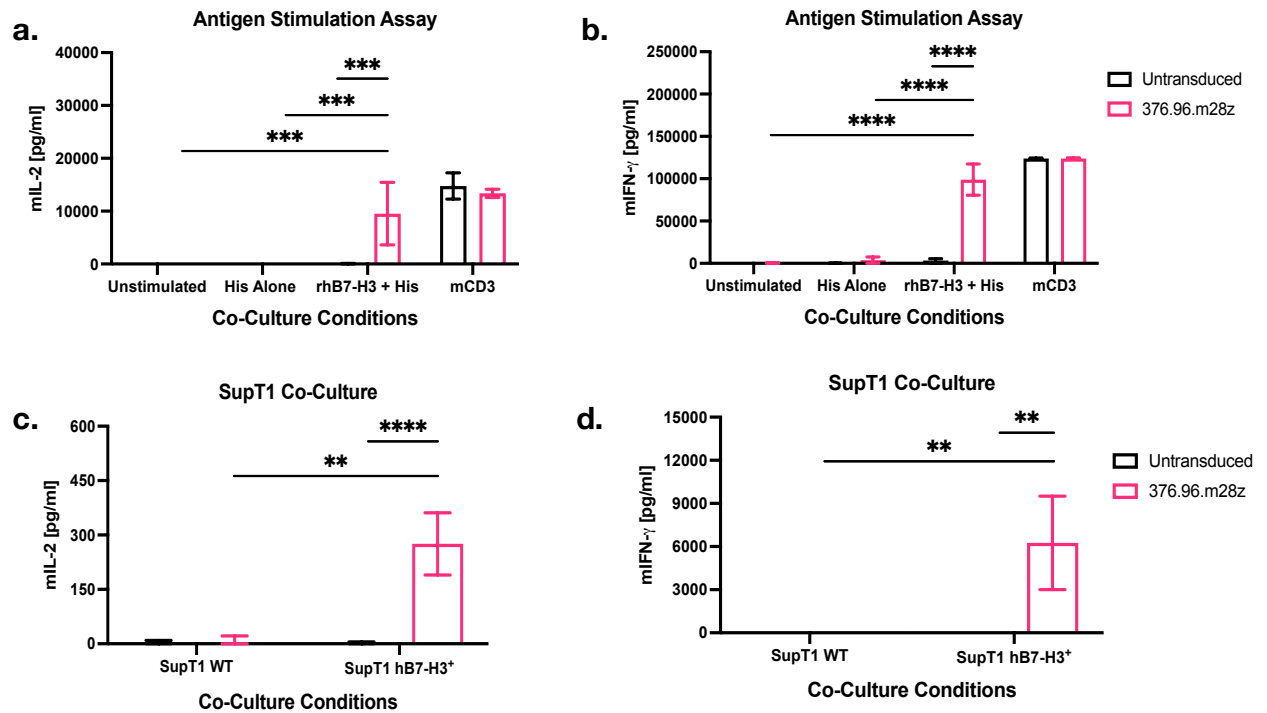 a.
Antigen Stimulation Assay
mIL-2 [pg/ml]
40000
30000
20000
10000
0
***
***
***
Unstimulated
His Alone
rhB7-H3 + His
mCD3
Co-Culture Conditions
b.
Antigen Stimulation Assay
mIFN-γ [pg/ml]
250000
200000
150000
100000
50000
0
****
****
****
Unstimulated
His Alone
rhB7-H3 + His
mCD3
Co-Culture Conditions
Untransduced
376.96.m28z
c.
SupT1 Co-Culture
mIL-2 [pg/ml]
600
450
300
150
0
****
**
SupT1 WT
SupT1 hB7-H3⁺
Co-Culture Conditions
d.
SupT1 Co-Culture
mIFN-γ [pg/ml]
15000
12000
9000
6000
3000
0
**
**
SupT1 WT
SupT1 hB7-H3⁺
Co-Culture Conditions
Untransduced
376.96.m28z